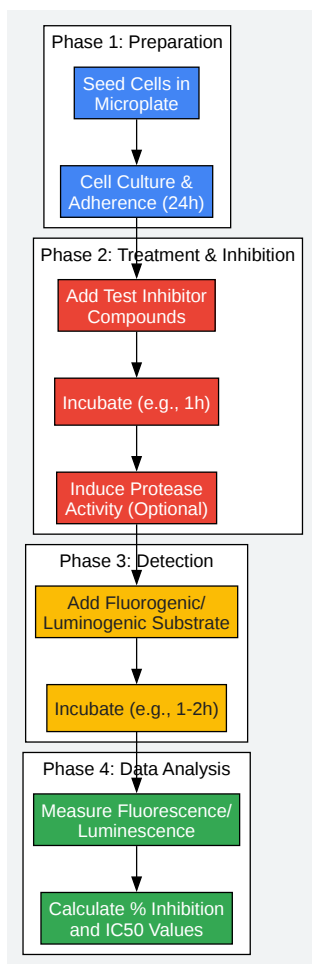 Phase 1: Preparation
Seed Cells in
Microplate
Cell Culture &
Adherence (24h)
Phase 2: Treatment & Inhibition
Add Test Inhibitor
Compounds
Incubate (e.g., 1h)
Induce Protease
Activity (Optional)
Phase 3: Detection
Add Fluorogenic/
Luminogenic Substrate
Incubate (e.g., 1-2h)
Phase 4: Data Analysis
Measure Fluorescence/
Luminescence
Calculate % Inhibition
and IC50 Values